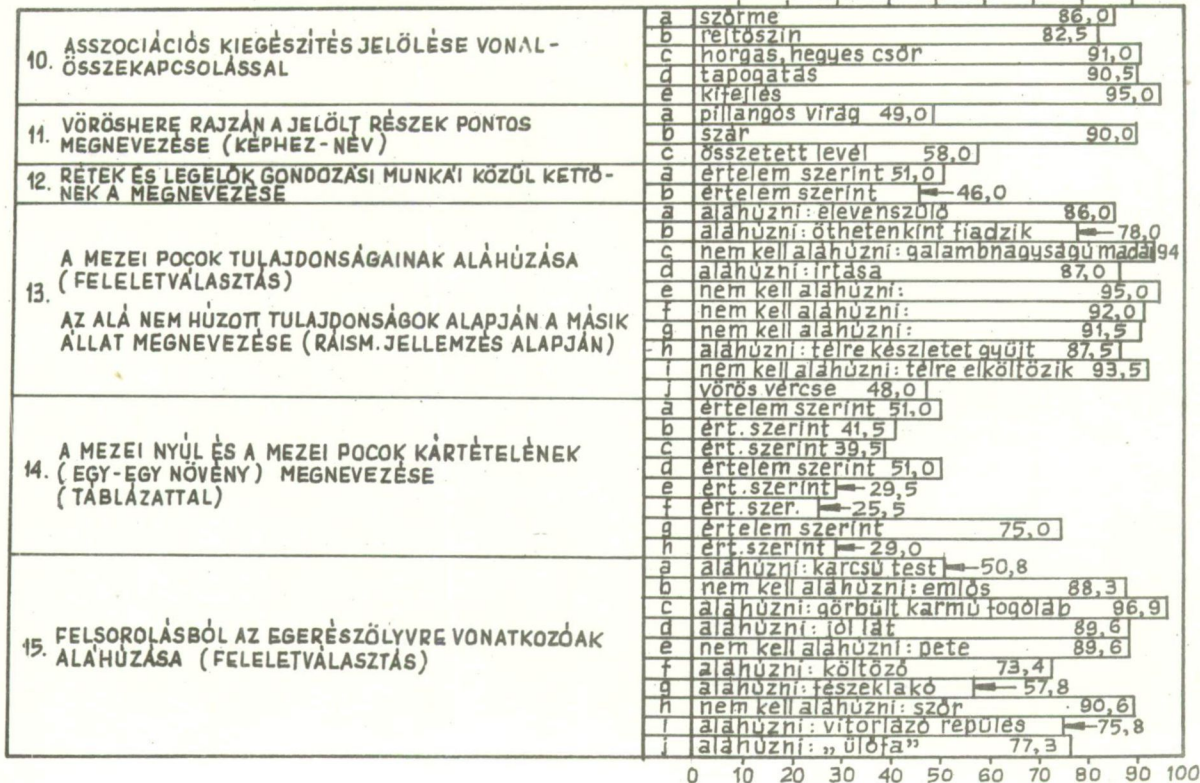 10. ASSZOCIÁCIÓS KIEGÉSZÍTÉS JELÖLÉSE VONAL-
ÖSSZEKAPCSOLÁSSAL
a szőrme 86,0
b rejtőszín 82,5
c horgas, hegyes csőr 91,0
d tapogatás 90,5
e kifejlés 95,0
11. VÖRÖSHERE RAJZÁN A JELÖLT RÉSZEK PONTOS
MEGNEVEZÉSE (KÉPHEZ-NÉV)
a pillangós virág 49,0
b szár 90,0
c összetett levél 58,0
12. RÉTEK ÉS LEGELŐK GONDOZÁSI MUNKÁI KÖZÜL KETTŐ-
NEK A MEGNEVEZÉSE
a értelem szerint 51,0
b értelem szerint 46,0
13. A MEZEI POCOK TULAJDONSÁGAINAK ALÁHÚZÁSA
(FELELETVÁLASZTÁS)
AZ ALÁ NEM HÚZOTT TULAJDONSÁGOK ALAPJÁN A MÁSIK
ÁLLAT MEGNEVEZÉSE (RÁISM. JELLEMZÉS ALAPJÁN)
a aláhúzni: elevenszülő 86,0
b aláhúzni: öthetenkint fiadzik 78,0
c nem kell aláhúzni: galambnagyságú madár 94
d aláhúzni: irtása 87,0
e nem kell aláhúzni: 95,0
f nem kell aláhúzni: 92,0
g nem kell aláhúzni: 91,5
h aláhúzni: télre készletet gyűjt 87,5
i nem kell aláhúzni: télre elköltözik 93,5
j vörös vércse 48,0
14. A MEZEI NYÚL ÉS A MEZEI POCOK KÁRTÉTELÉNEK
(EGY-EGY NÖVÉNY) MEGNEVEZÉSE
(TÁBLÁZATTAL)
a értelem szerint 51,0
b ért. szerint 41,5
c ért. szerint 39,5
d értelem szerint 51,0
e ért. szerint 29,5
f ért. szer. 25,5
g értelem szerint 75,0
h ért. szerint 29,0
15. FELSOROLÁSBÓL AZ EGERÉSZÖLYVRE VONATKOZÓAK
ALÁHÚZÁSA (FELELETVÁLASZTÁS)
a aláhúzni: karcsú test 50,8
b nem kell aláhúzni: emlős 88,3
c aláhúzni: görbült karmú fogóláb 96,9
d aláhúzni: jól lát 89,6
e nem kell aláhúzni: pete 89,6
f aláhúzni: költöző 73,4
g aláhúzni: fészeklakó 57,8
h nem kell aláhúzni: szőr 90,6
i aláhúzni: vitorlázó repülés 75,8
j aláhúzni: „ülőfa" 77,3
0 10 20 30 40 50 60 70 80 90 100